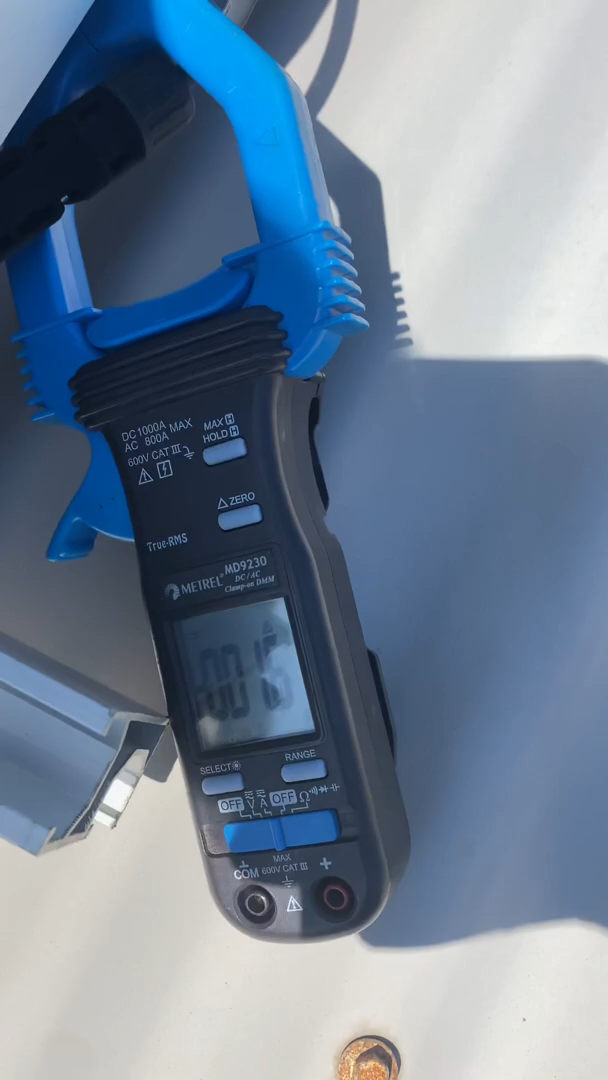 DC 1000A MAX
AC 800A
600V CAT III
MAX H
HOLD H
△ ZERO
True-RMS
METREL® MD9230
DC / AC
Clamp-on DMM
SELECT
RANGE
OFF V A OFF Ω
COM
MAX
600V CAT III
+